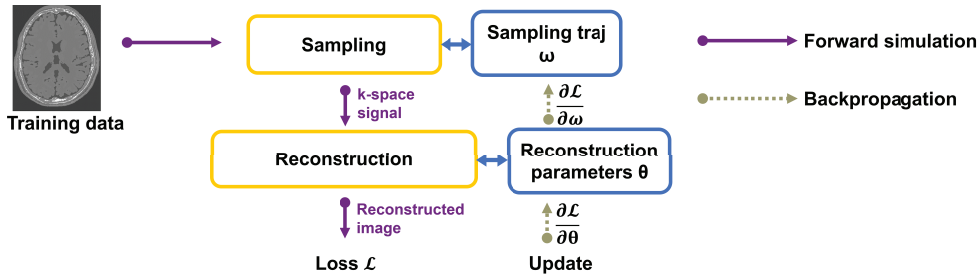 Training data
Sampling
Sampling traj
ω
Forward simulation
k-space
signal
∂ℒ
∂ω
Backpropagation
Reconstruction
Reconstruction
parameters θ
Reconstructed
image
∂ℒ
∂θ
Loss ℒ
Update